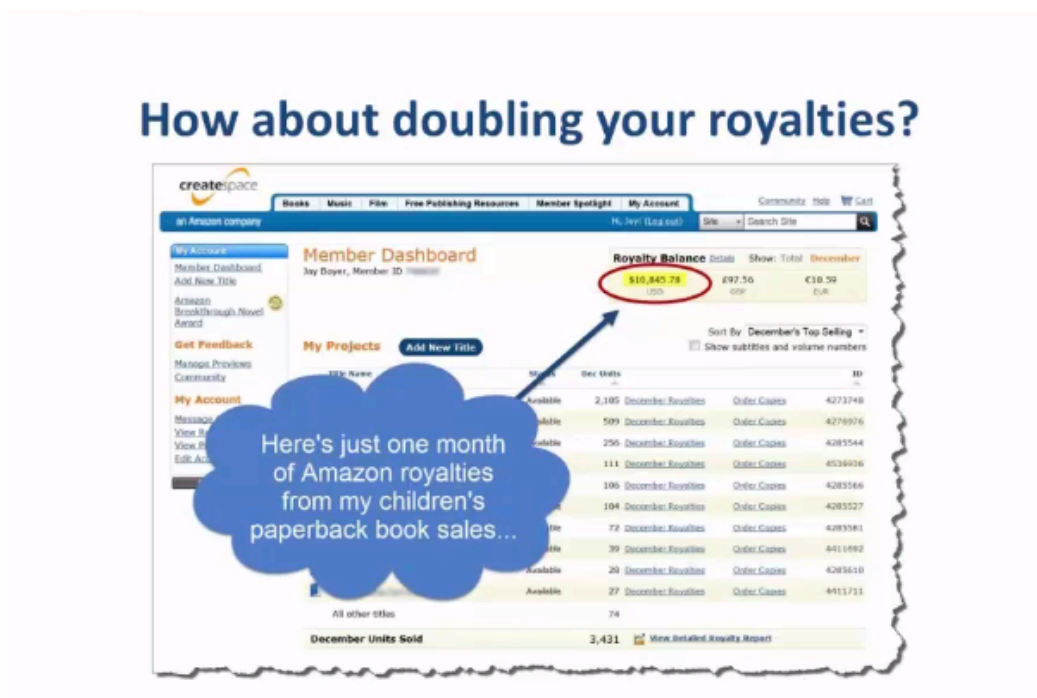 How about doubling your royalties?
createspace
Books Music Film Free Publishing Resources Member Spotlight My Account Community Help Cart
an Amazon company Hi, Jay! (Log out) Site Search Site
My Account
Member Dashboard
Add New Title
Amazon
Breakthrough Novel
Award
Get Feedback
Manage Previews
Community
My Account
Message
View
View
Edit
Member Dashboard
Jay Boyer, Member ID
Royalty Balance Details Show: Total December
$10,845.78 £97.56 €10.59
USD GBP EUR
Sort By December's Top Selling
Show subtitles and volume numbers
My Projects Add New Title
Title Name Status Dec Units ID
Available 2,105 December Royalties Order Copies 4273748
Available 509 December Royalties Order Copies 4276976
Available 256 December Royalties Order Copies 4285544
111 December Royalties Order Copies 4536936
106 December Royalties Order Copies 4285566
104 December Royalties Order Copies 4285527
72 December Royalties Order Copies 4285581
39 December Royalties Order Copies 4411692
Available 28 December Royalties Order Copies 4285610
Available 27 December Royalties Order Copies 4411711
All other titles 74
December Units Sold 3,431 View Detailed Royalty Report
Here's just one month
of Amazon royalties
from my children's
paperback book sales...